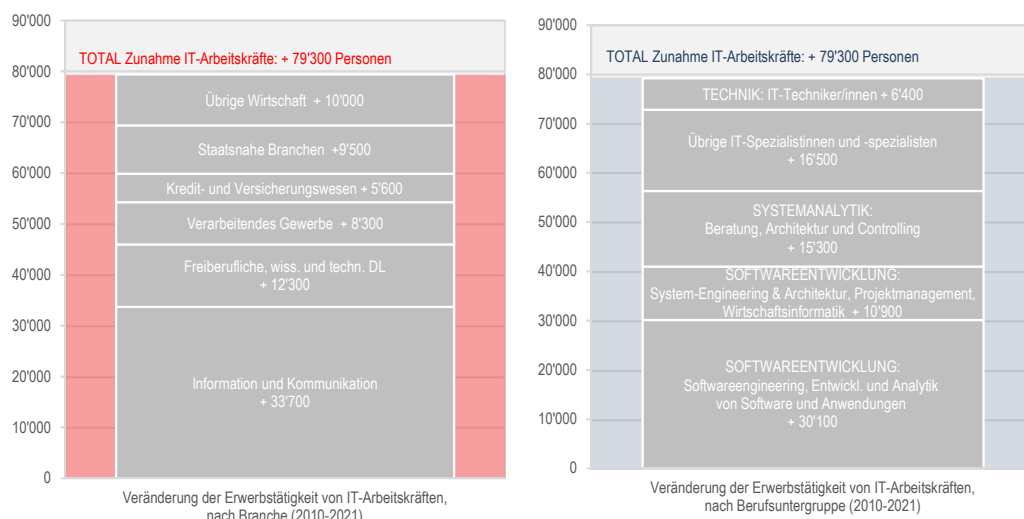 90'000
80'000
70'000
60'000
50'000
40'000
30'000
20'000
10'000
0
TOTAL Zunahme IT-Arbeitskräfte: + 79'300 Personen
Übrige Wirtschaft + 10'000
Staatsnahe Branchen +9'500
Kredit- und Versicherungswesen + 5'600
Verarbeitendes Gewerbe + 8'300
Freiberufliche, wiss. und techn. DL
+ 12'300
Information und Kommunikation
+ 33'700
Veränderung der Erwerbstätigkeit von IT-Arbeitskräften,
nach Branche (2010-2021)
90'000
80'000
70'000
60'000
50'000
40'000
30'000
20'000
10'000
0
TOTAL Zunahme IT-Arbeitskräfte: + 79'300 Personen
TECHNIK: IT-Techniker/innen + 6'400
Übrige IT-Spezialistinnen und -spezialisten
+ 16'500
SYSTEMANALYTIK:
Beratung, Architektur und Controlling
+ 15'300
SOFTWAREENTWICKLUNG:
System-Engineering & Architektur, Projektmanagement,
Wirtschaftsinformatik + 10'900
SOFTWAREENTWICKLUNG:
Softwareengineering, Entwickl. und Analytik
von Software und Anwendungen
+ 30'100
Veränderung der Erwerbstätigkeit von IT-Arbeitskräften,
nach Berufsuntergruppe (2010-2021)